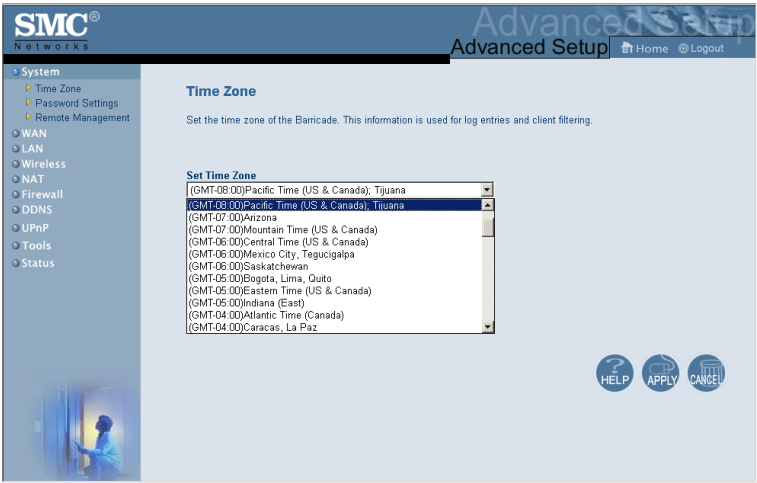 SMC®
Networks
Advanced Setup
Advanced Setup
Home
Logout
System
Time Zone
Password Settings
Remote Management
WAN
LAN
Wireless
NAT
Firewall
DDNS
UPnP
Tools
Status
Time Zone
Set the time zone of the Barricade. This information is used for log entries and client filtering.
Set Time Zone
(GMT-08:00)Pacific Time (US & Canada); Tijuana
(GMT-08:00)Pacific Time (US & Canada); Tijuana
(GMT-07:00)Arizona
(GMT-07:00)Mountain Time (US & Canada)
(GMT-06:00)Central Time (US & Canada)
(GMT-06:00)Mexico City, Tegucigalpa
(GMT-06:00)Saskatchewan
(GMT-05:00)Bogota, Lima, Quito
(GMT-05:00)Eastern Time (US & Canada)
(GMT-05:00)Indiana (East)
(GMT-04:00)Atlantic Time (Canada)
(GMT-04:00)Caracas, La Paz
HELP
APPLY
CANCEL